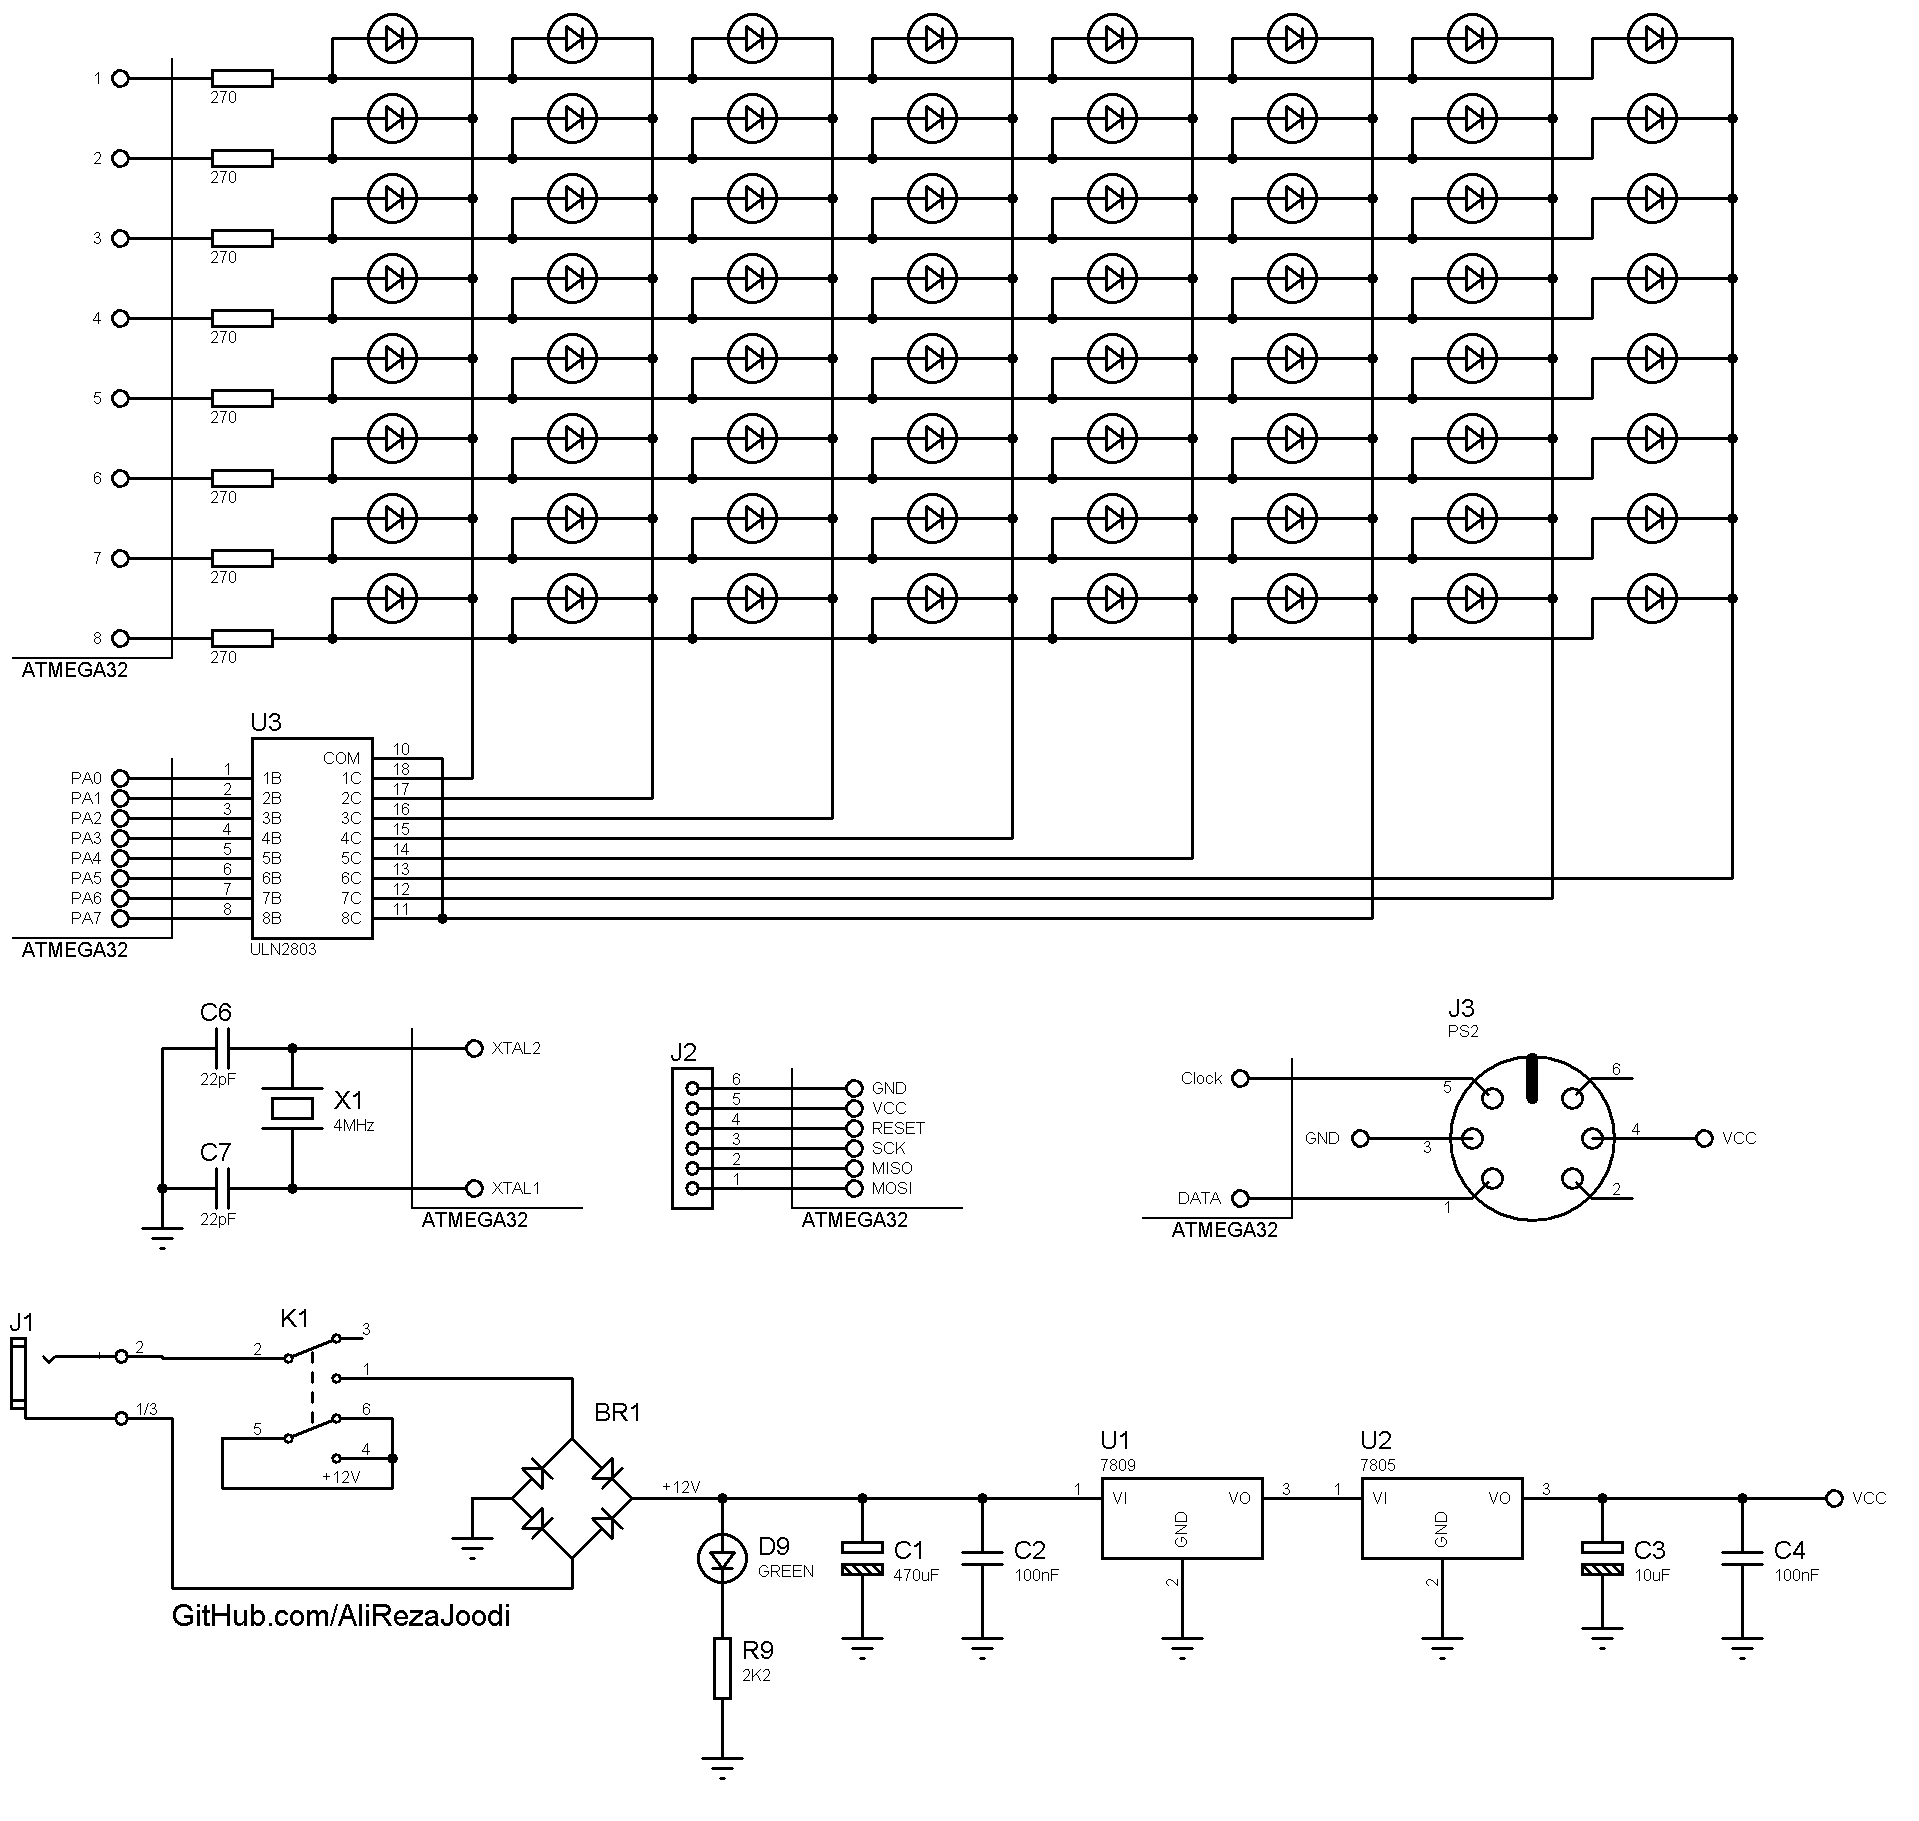 1
270
2
270
3
270
4
270
5
270
6
270
7
270
8
270
ATMEGA32
U3
COM 10
PA0 1 1B 1C 18
PA1 2 2B 2C 17
PA2 3 3B 3C 16
PA3 4 4B 4C 15
PA4 5 5B 5C 14
PA5 6 6B 6C 13
PA6 7 7B 7C 12
PA7 8 8B 8C 11
ATMEGA32
ULN2803
C6
22pF
XTAL2
X1
4MHz
C7
22pF
XTAL1
ATMEGA32
J2
6 GND
5 VCC
4 RESET
3 SCK
2 MISO
1 MOSI
ATMEGA32
J3
PS2
Clock 5 6
GND 3 4 VCC
DATA 1 2
ATMEGA32
J1
2
1/3
K1
2 3
1
5 6
4
+12V
BR1
+12V
D9
GREEN
R9
2K2
C1
470uF
C2
100nF
U1
7809
1 VI VO 3
GND
2
U2
7805
1 VI VO 3
GND
2
C3
10uF
C4
100nF
VCC
GitHub.com/AliRezaJoodi